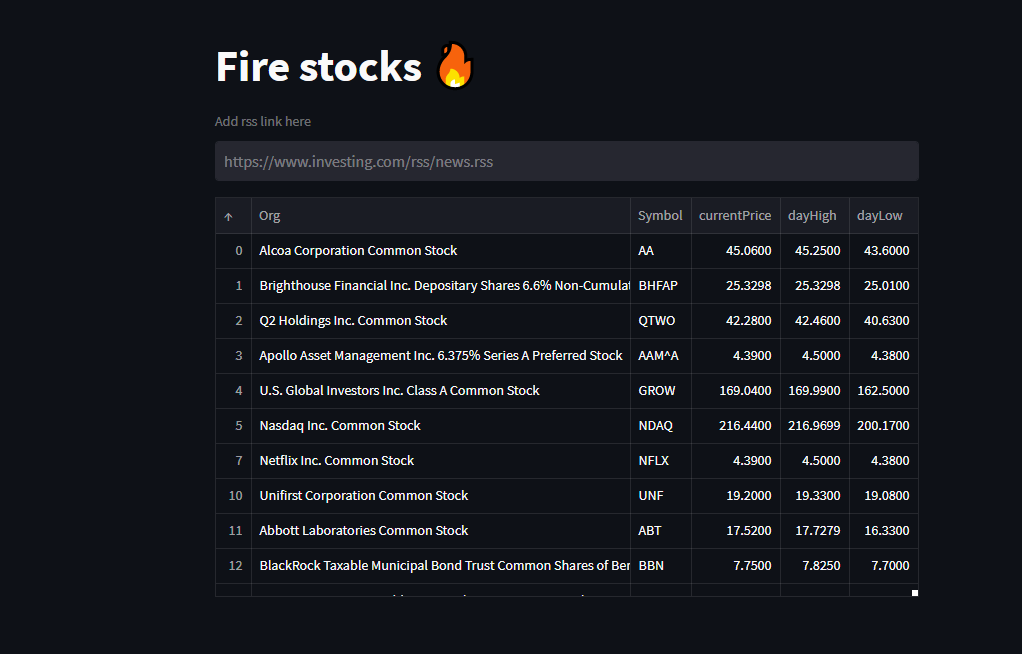 Fire stocks 🔥
Add rss link here
https://www.investing.com/rss/news.rss
↑ Org Symbol currentPrice dayHigh dayLow
0 Alcoa Corporation Common Stock AA 45.0600 45.2500 43.6000
1 Brighthouse Financial Inc. Depositary Shares 6.6% Non-Cumulat BHFAP 25.3298 25.3298 25.0100
2 Q2 Holdings Inc. Common Stock QTWO 42.2800 42.4600 40.6300
3 Apollo Asset Management Inc. 6.375% Series A Preferred Stock AAM^A 4.3900 4.5000 4.3800
4 U.S. Global Investors Inc. Class A Common Stock GROW 169.0400 169.9900 162.5000
5 Nasdaq Inc. Common Stock NDAQ 216.4400 216.9699 200.1700
7 Netflix Inc. Common Stock NFLX 4.3900 4.5000 4.3800
10 Unifirst Corporation Common Stock UNF 19.2000 19.3300 19.0800
11 Abbott Laboratories Common Stock ABT 17.5200 17.7279 16.3300
12 BlackRock Taxable Municipal Bond Trust Common Shares of Ber BBN 7.7500 7.8250 7.7000